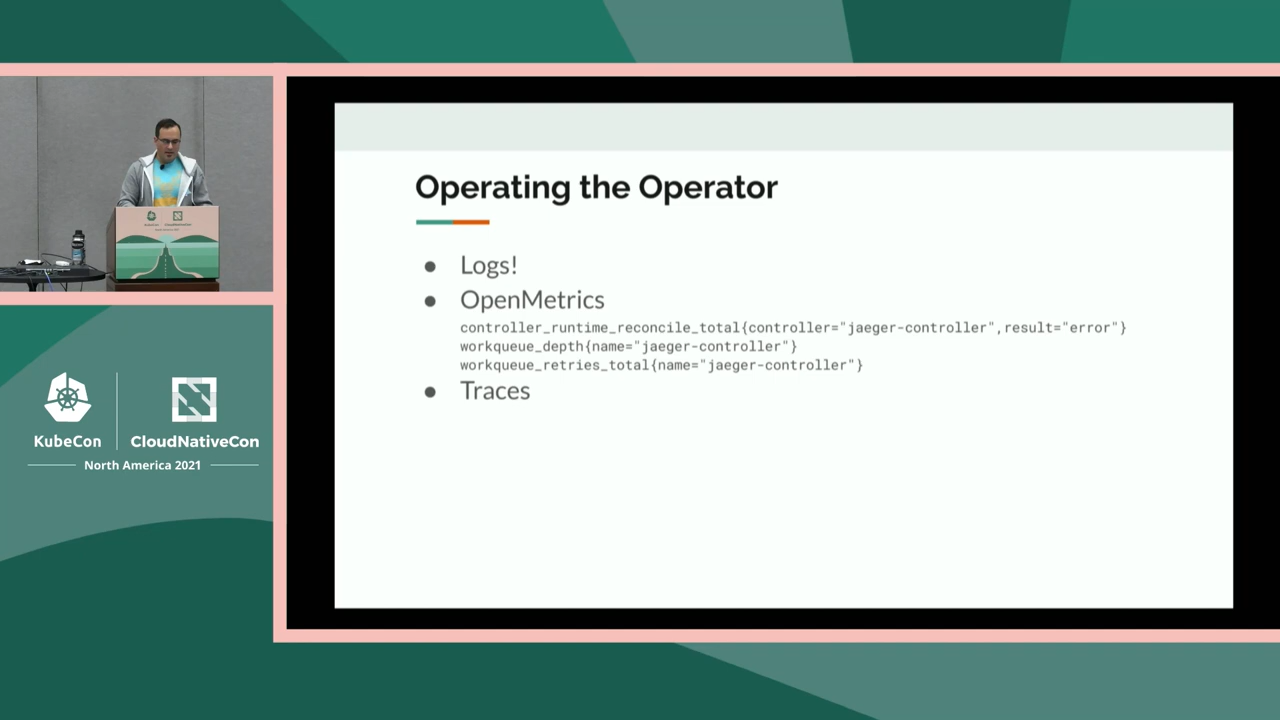 Operating the Operator
Logs!
OpenMetrics
controller_runtime_reconcile_total{controller="jaeger-controller",result="error"}
workqueue_depth{name="jaeger-controller"}
workqueue_retries_total{name="jaeger-controller"}
Traces
KubeCon
CloudNativeCon
North America 2021